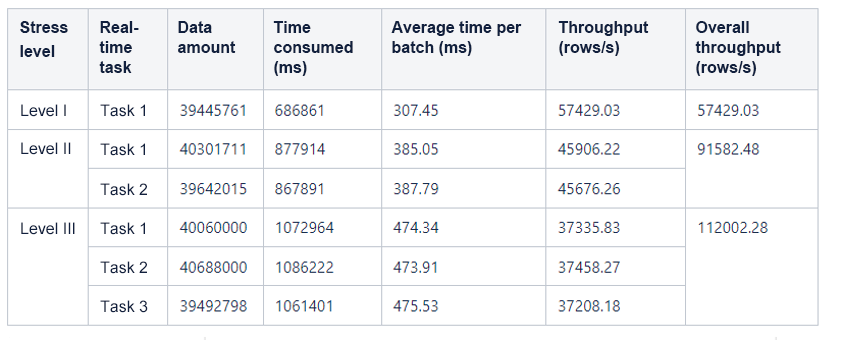 Stress level | Real-time task | Data amount | Time consumed (ms) | Average time per batch (ms) | Throughput (rows/s) | Overall throughput (rows/s)
Level I | Task 1 | 39445761 | 686861 | 307.45 | 57429.03 | 57429.03
Level II | Task 1 | 40301711 | 877914 | 385.05 | 45906.22 | 91582.48
Task 2 | 39642015 | 867891 | 387.79 | 45676.26
Level III | Task 1 | 40060000 | 1072964 | 474.34 | 37335.83 | 112002.28
Task 2 | 40688000 | 1086222 | 473.91 | 37458.27
Task 3 | 39492798 | 1061401 | 475.53 | 37208.18